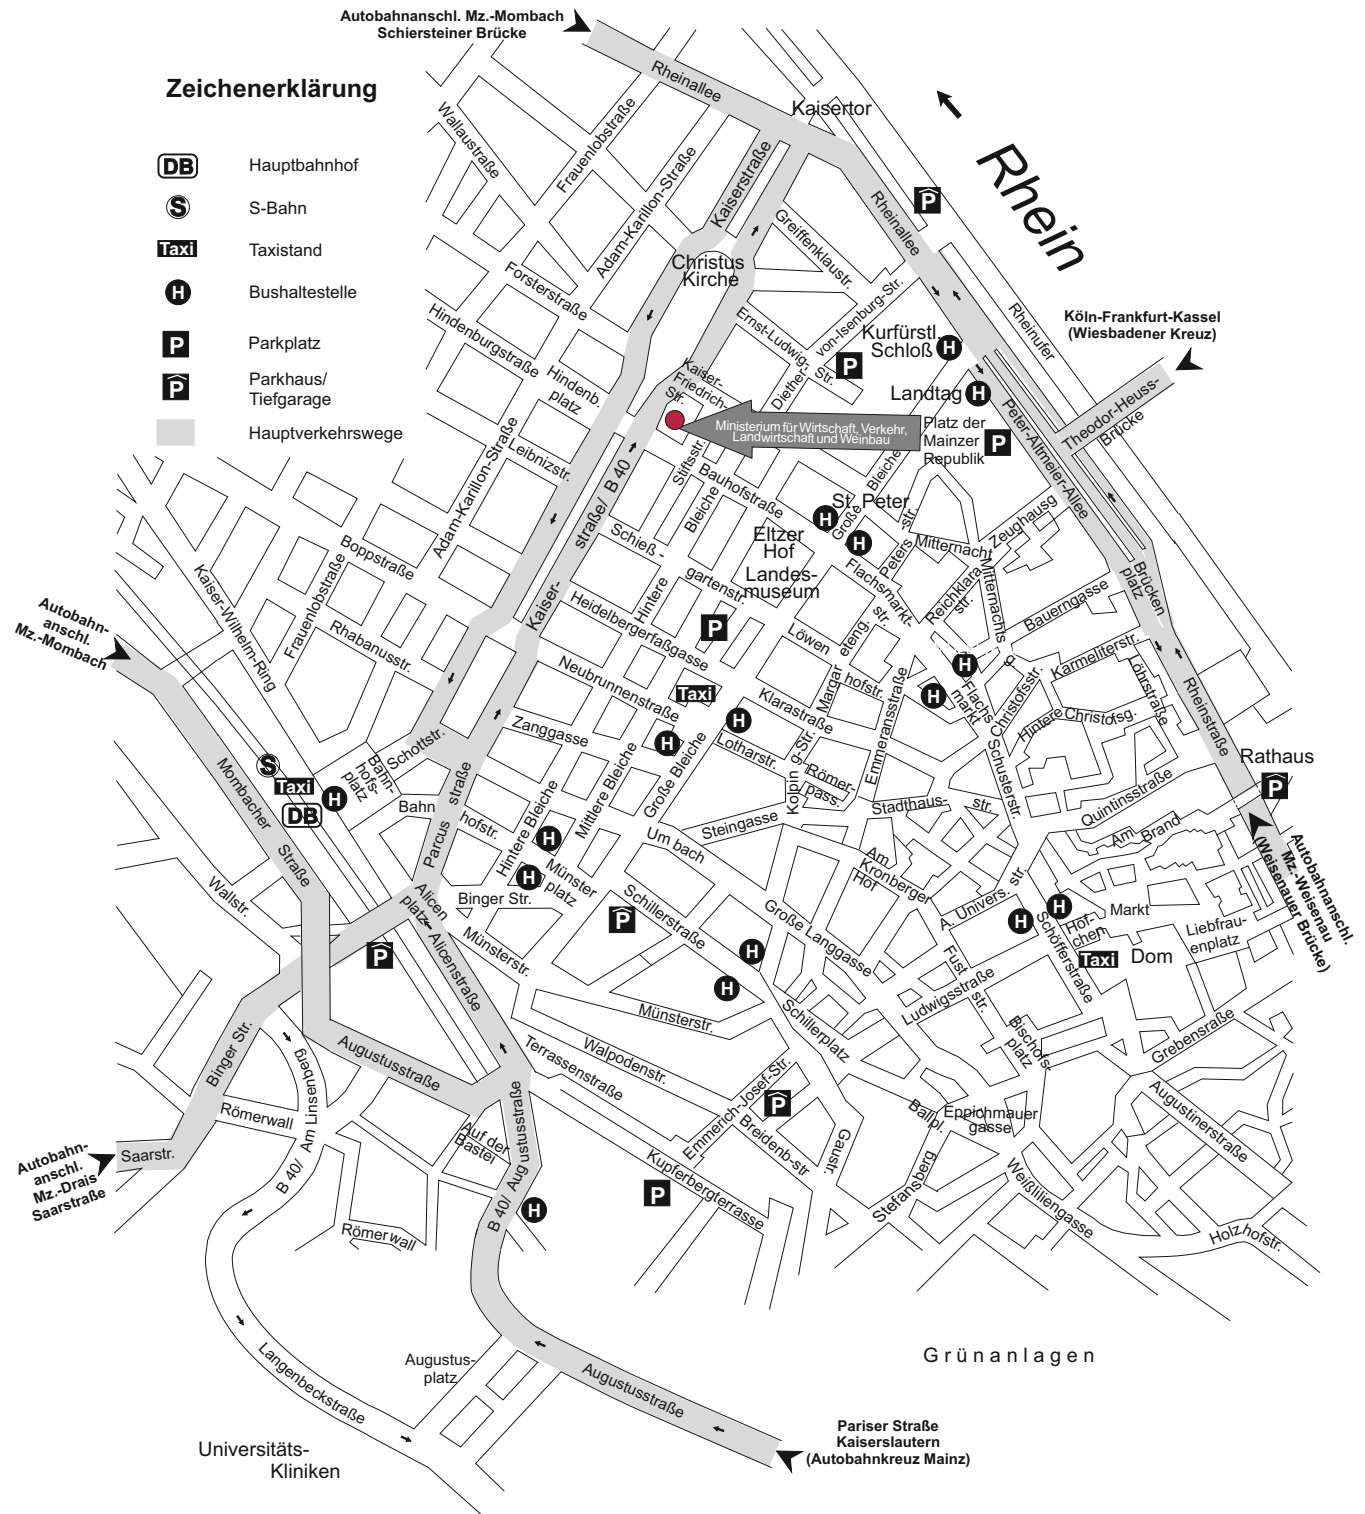 Autobahnanschl. Mz.-Mombach
Schiersteiner Brücke
Zeichenerklärung
DB
Hauptbahnhof
S
S-Bahn
Taxi
Taxistand
H
Bushaltestelle
P
Parkplatz
P
Parkhaus/
Tiefgarage
Hauptverkehrswege
Rheinallee
Kaisertor
Rhein
Wallaustraße
Frauenlobstraße
Adam-Karillon-Straße
Kaiserstraße
P
Rheinallee
Greiffenklaustr.
Christus
Kirche
Forsterstraße
Hindenburgstraße
Hindenb.
platz
Ernst-Ludwig-
Str.
von-Isenburg-Str.
Diether-
Kurfürstl.
Schloß
H
P
Rheinufer
Köln-Frankfurt-Kassel
(Wiesbadener Kreuz)
Landtag
H
Theodor-Heuss-
Brücke
Kaiser-
Friedrich-
Str.
Ministerium für Wirtschaft, Verkehr,
Landwirtschaft und Weinbau
Platz der
Mainzer
Republik
P
Peter-Altmeier-Allee
Adam-Karillon-Straße
Leibnizstr.
Stiftsstr.
Bauhofstraße
Bleiche
Große
Bleiche
St. Peter
H
H
Kaiser-
straße/ B 40
Schieß-
gartenstr.
Eltzer
Hof
Landes-
museum
Peters
str.
Mitternacht
Zeughausg
Mitternachts
g.
Reichklara
str.
Flachsmarkt
str.
Bauerngasse
Brücken
platz
Boppstraße
Kaiser-Wilhelm-Ring
Frauenlobstraße
Rhabanusstr.
Autobahn-
anschl.
Mz.-Mombach
Hintere
Heidelbergerfaßgasse
P
Löwen
hofstr.
Margar
eteng.
Neubrunnenstraße
Taxi
H
Klarastraße
Emmeransstraße
H
H
Flachs
markt
Christofsstr.
Karmeliterstr.
Löhrstraße
Hintere Christofsg.
Rheinstraße
Rathaus
P
Zanggasse
H
Lotharstr.
Große Bleiche
Mittlere Bleiche
Hintere Bleiche
Kolpin g-Str.
Römer-
pass.
Stadthaus-
str.
Schusterstr.
Quintinsstraße
Am Brand
Schottstr.
Bahn-
hofs-
platz
S
Taxi
DB
H
Mombacher
Straße
Parcus
straße
Bahn
hofstr.
H
H
Münster
platz
Binger Str.
Um bach
Steingasse
Am
Kronberger
Hof
A. Univers.
str.
H
H
Markt
Höf-
chen
Taxi
Dom
Liebfrau-
enplatz
Autobahnanschl.
Mz.-Weisenau
(Weisenauer Brücke)
Wallstr.
Alicen
platz
Alicenstraße
P
Münsterstr.
P
Schillerstraße
H
H
Große Langgasse
Münsterstr.
Schillerplatz
Fust
str.
Ludwigsstraße
Schöfferstraße
Bischofs-
platz
Grebenstraße
Binger Str.
Augustusstraße
Terrassenstraße
Walpodenstr.
Emmerich-Josef-Str.
P
Breidenb-str
Gaustr.
Ballpl.
Eppichmauer
gasse
Augustinerstraße
Römerwall
B 40/ Am Linsenberg
Autobahn-
anschl.
Mz.-Drais
Saarstraße
Saarstr.
Auf der
Bastei
B 40/ Augustusstraße
H
Kupferbergterrasse
P
Stefansberg
Weißliliengasse
Holzhofstr.
Römerwall
Grünanlagen
Langenbeckstraße
Augustus-
platz
Augustusstraße
Universitäts-
Kliniken
Pariser Straße
Kaiserslautern
(Autobahnkreuz Mainz)